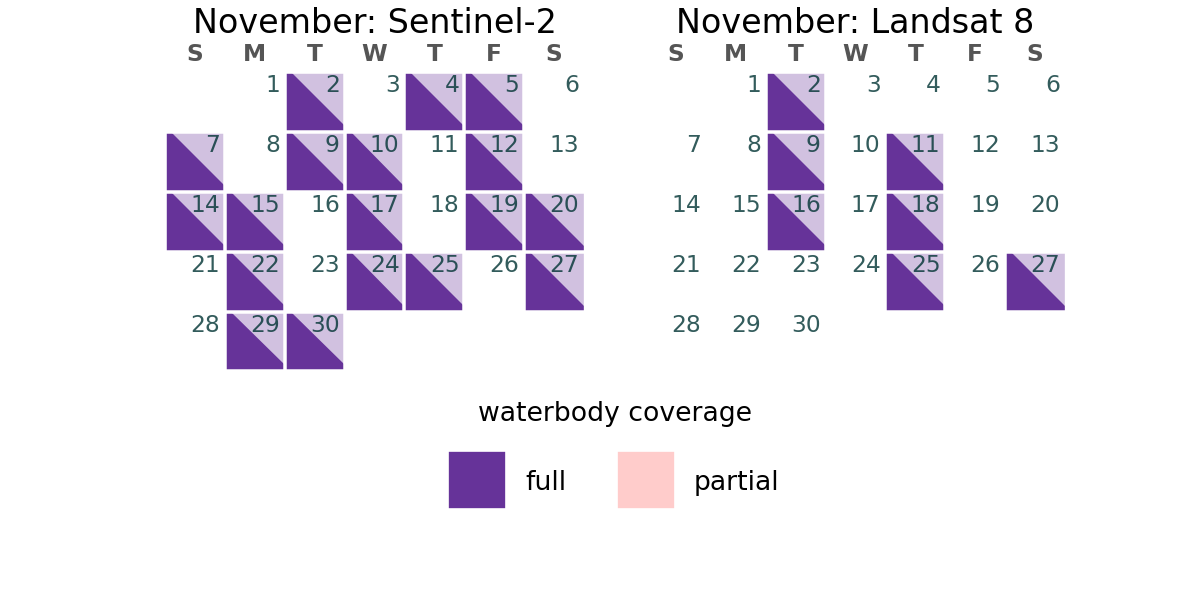 November: Sentinel-2
S M T W T F S
1 2 3 4 5 6
7 8 9 10 11 12 13
14 15 16 17 18 19 20
21 22 23 24 25 26 27
28 29 30
November: Landsat 8
S M T W T F S
1 2 3 4 5 6
7 8 9 10 11 12 13
14 15 16 17 18 19 20
21 22 23 24 25 26 27
28 29 30
waterbody coverage
full
partial